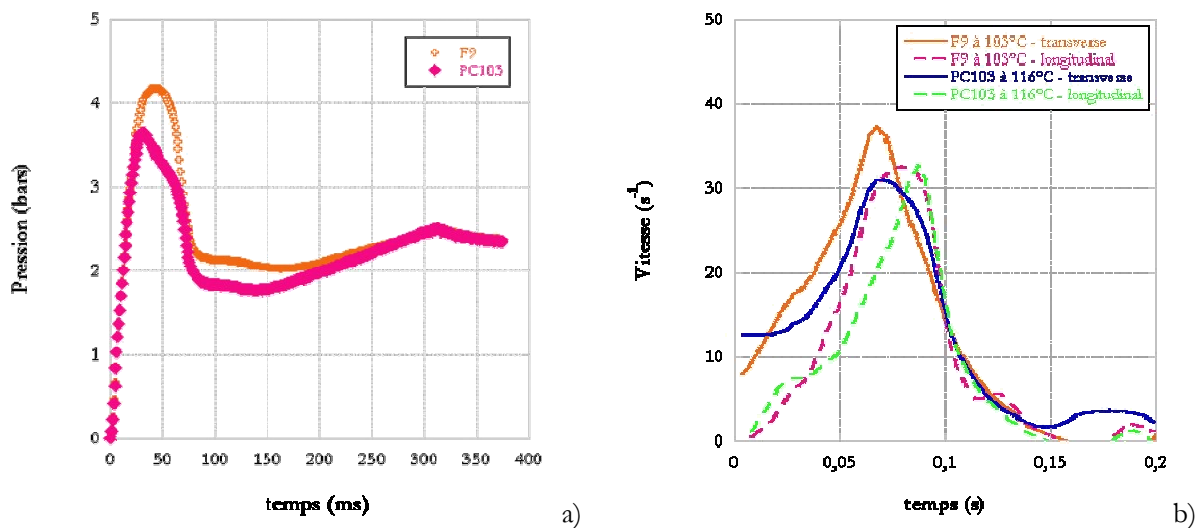 5
4
3
2
1
0
0 50 100 150 200 250 300 350 400
Pression (bars)
temps (ms)
F9
PC103
a)
50
40
30
20
10
0
0 0,05 0,1 0,15 0,2
Vitesse (s-1)
temps (s)
F9 à 103°C - transverse
F9 à 103°C - longitudinal
PC103 à 116°C - transverse
PC103 à 116°C - longitudinal
b)